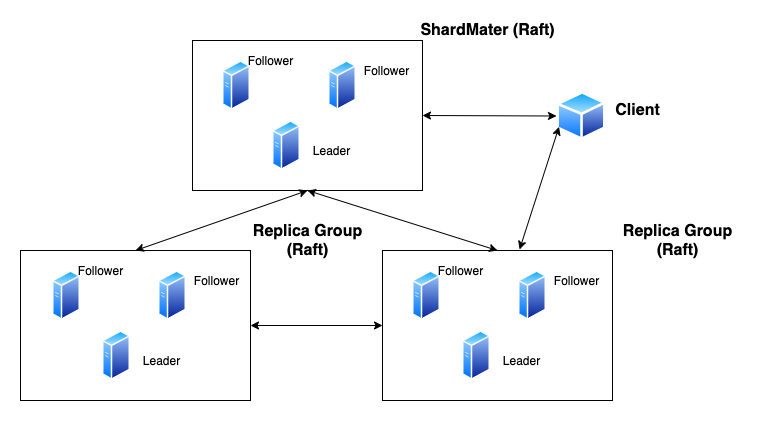 ShardMater (Raft)
Follower
Follower
Leader
Client
Replica Group
(Raft)
Replica Group
(Raft)
Follower
Follower
Leader
Follower
Follower
Leader